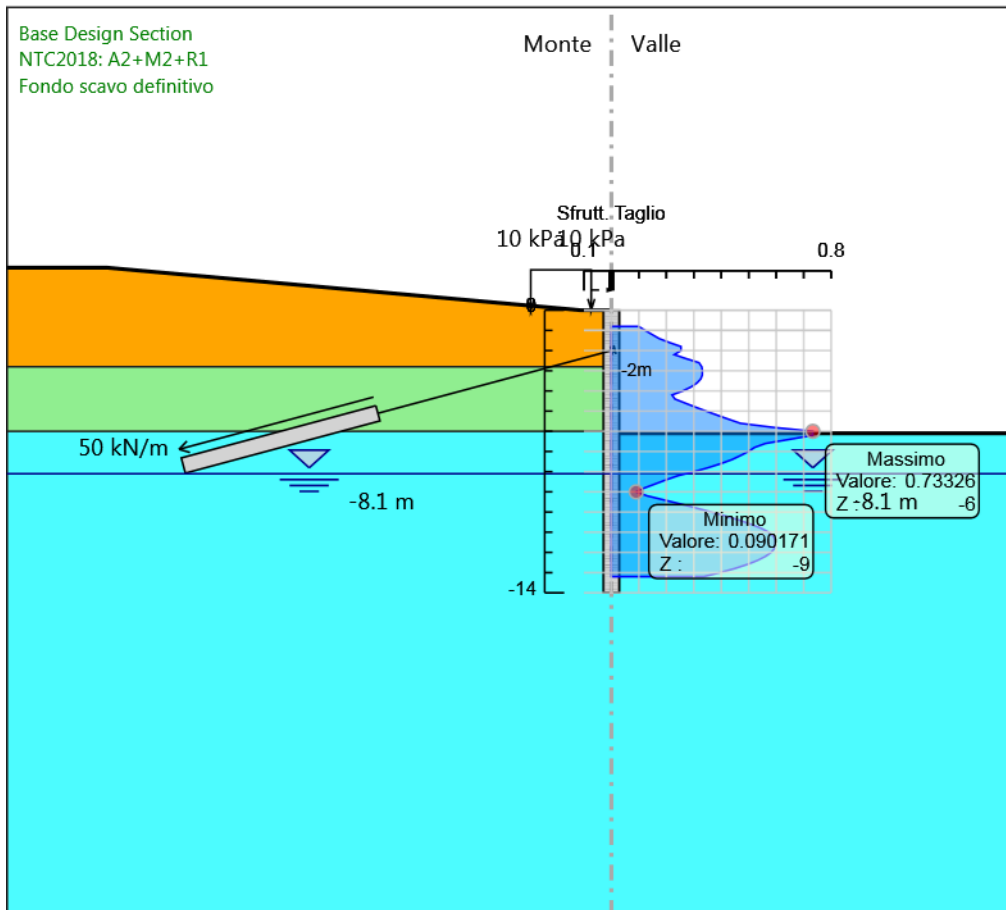 Base Design Section
NTC2018: A2+M2+R1
Fondo scavo definitivo
Monte
Valle
Sfrutt. Taglio
10 kPa
10 kPa
0.1
0.8
-2m
50 kN/m
-8.1 m
Massimo
Valore: 0.73326
Z : -6
-8.1 m
Minimo
Valore: 0.090171
Z : -9
-14